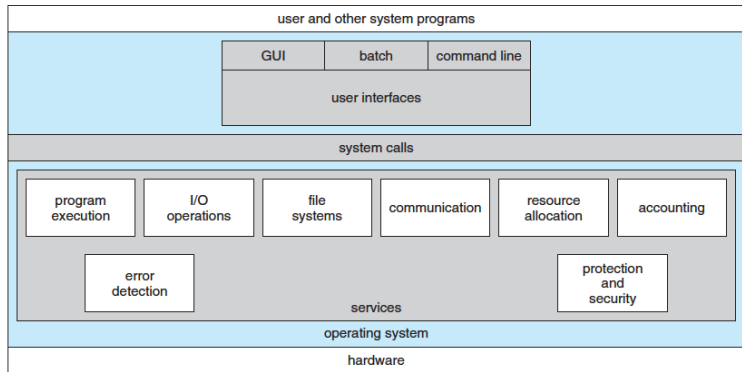 user and other system programs
GUI
batch
command line
user interfaces
system calls
program
execution
I/O
operations
file
systems
communication
resource
allocation
accounting
error
detection
protection
and
security
services
operating system
hardware